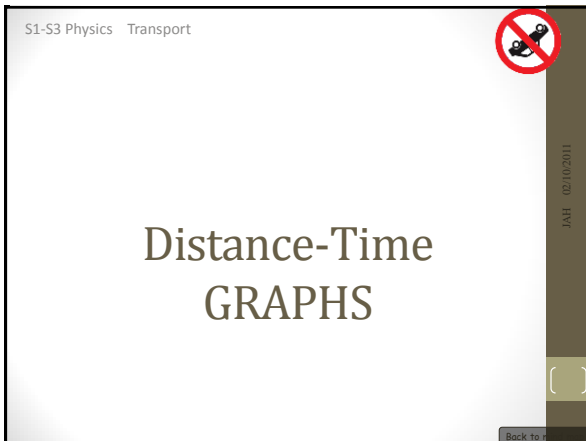 S1-S3 Physics Transport
JAH 02/10/2011
Distance-Time
GRAPHS
Back to